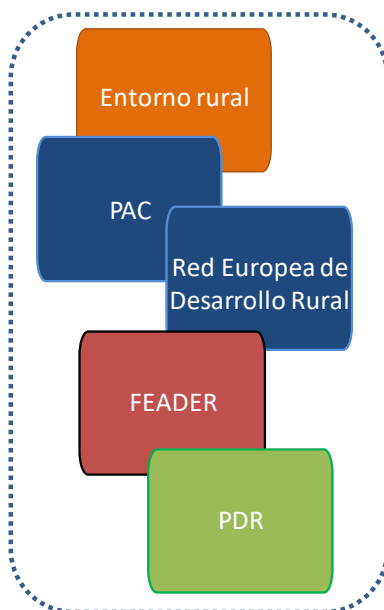 Entorno rural
PAC
Red Europea de
Desarrollo Rural
FEADER
PDR